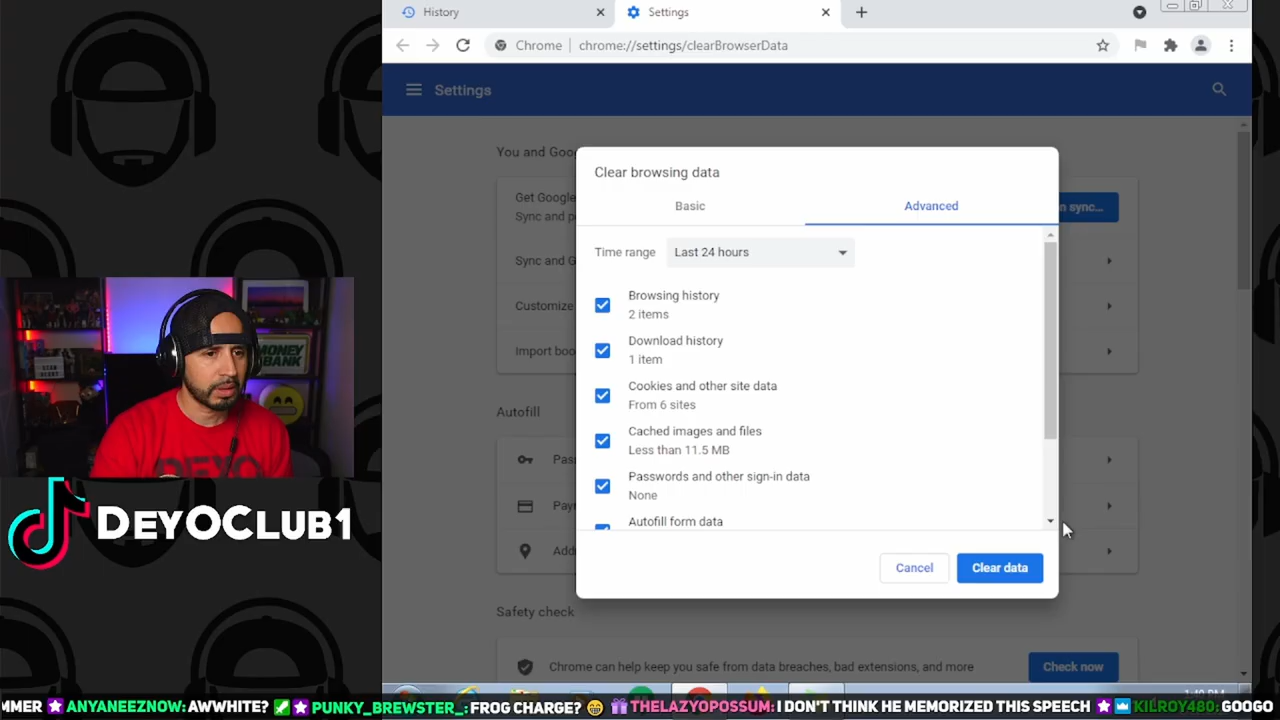 History
Settings
Chrome
chrome://settings/clearBrowserData
Settings
You and Goo
Get Google
Sync and p
n sync...
Sync and G
Customize
Import boo
Autofill
Pas
Pay
Add
Safety check
Chrome can help keep you safe from data breaches, bad extensions, and more
Check now
Clear browsing data
Basic
Advanced
Time range
Last 24 hours
Browsing history
2 items
Download history
1 item
Cookies and other site data
From 6 sites
Cached images and files
Less than 11.5 MB
Passwords and other sign-in data
None
Autofill form data
Cancel
Clear data
MONEY
BANK
DEYO
DEYOCLUB1
MMER ANYANEEZNOW: AWWHITE? PUNKY_BREWSTER_: FROG CHARGE? THELAZYOPOSSUM: I DON'T THINK HE MEMORIZED THIS SPEECH KILROY480: GOOGO